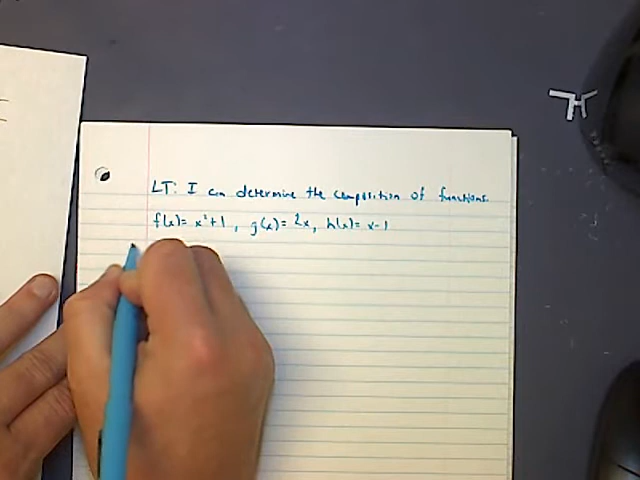 LT: I can determine the composition of functions.
f(x)= x²+1, g(x)= 2x, h(x)= x-1